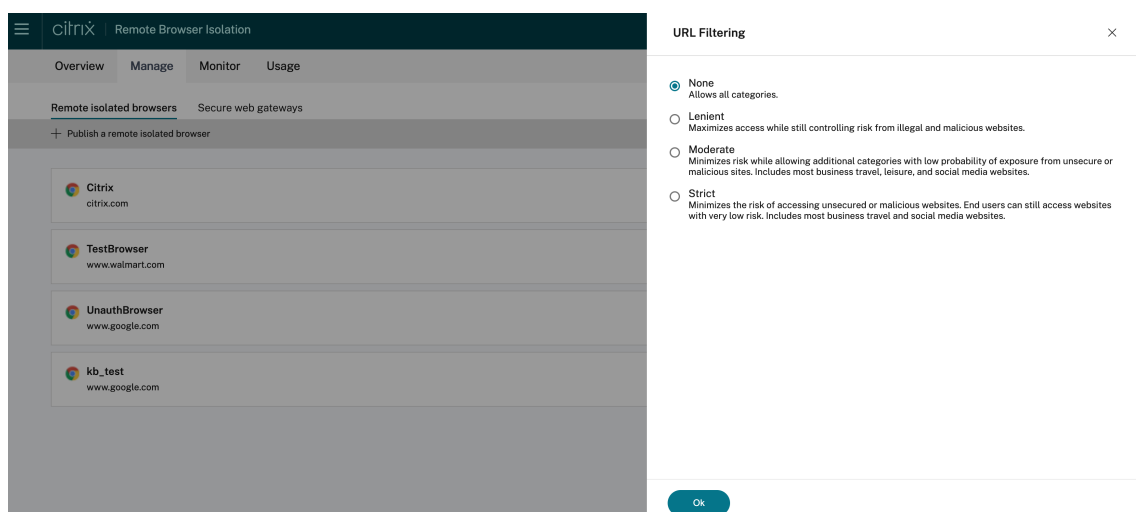 citrix Remote Browser Isolation
Overview Manage Monitor Usage
Remote isolated browsers Secure web gateways
Publish a remote isolated browser
Citrix
citrix.com
TestBrowser
www.walmart.com
UnauthBrowser
www.google.com
kb_test
www.google.com
URL Filtering
None
Allows all categories.
Lenient
Maximizes access while still controlling risk from illegal and malicious websites.
Moderate
Minimizes risk while allowing additional categories with low probability of exposure from unsecure or
malicious sites. Includes most business travel, leisure, and social media websites.
Strict
Minimizes the risk of accessing unsecured or malicious websites. End users can still access websites
with very low risk. Includes most business travel and social media websites.
Ok